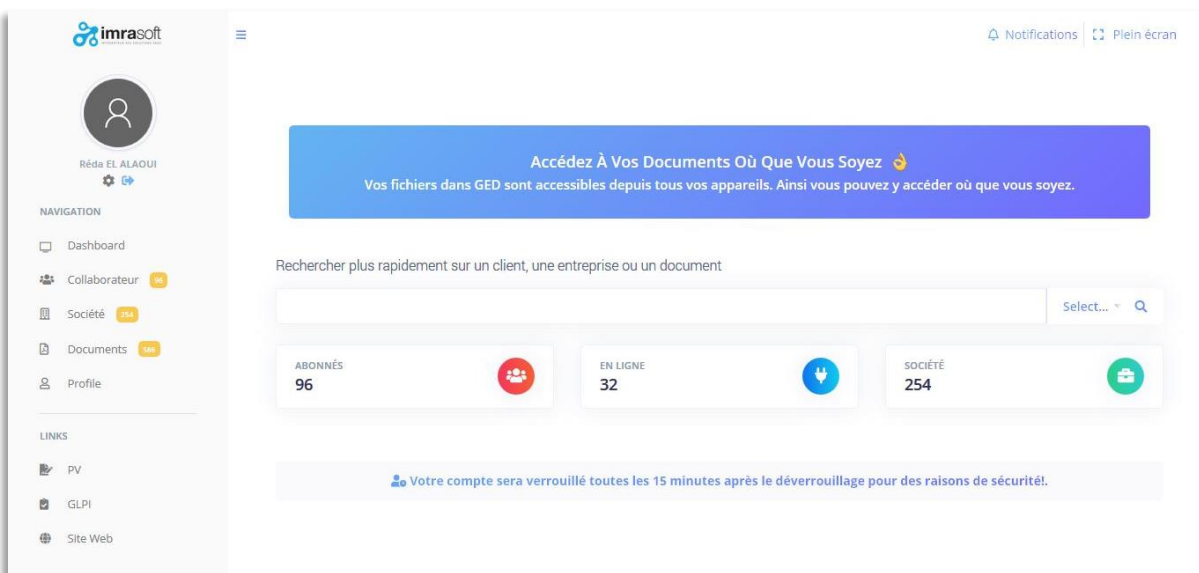 imrasoft
Notifications
Plein écran
Réda EL ALAOUI
Accédez À Vos Documents Où Que Vous Soyez 👌
Vos fichiers dans GED sont accessibles depuis tous vos appareils. Ainsi vous pouvez y accéder où que vous soyez.
NAVIGATION
Dashboard
Collaborateur 96
Société 254
Documents
Profile
Rechercher plus rapidement sur un client, une entreprise ou un document
Select...
ABONNÉS
96
EN LIGNE
32
SOCIÉTÉ
254
LINKS
PV
GLPI
Site Web
Votre compte sera verrouillé toutes les 15 minutes après le déverrouillage pour des raisons de sécurité!.